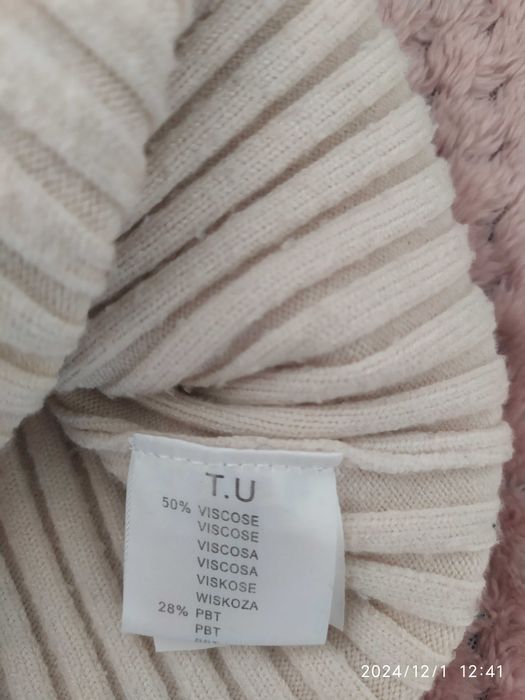 T.U
50% VISCOSE
VISCOSE
VISCOSA
VISCOSA
VISKOSE
WISKOZA
28% PBT
PBT
2024/12/1 12:41